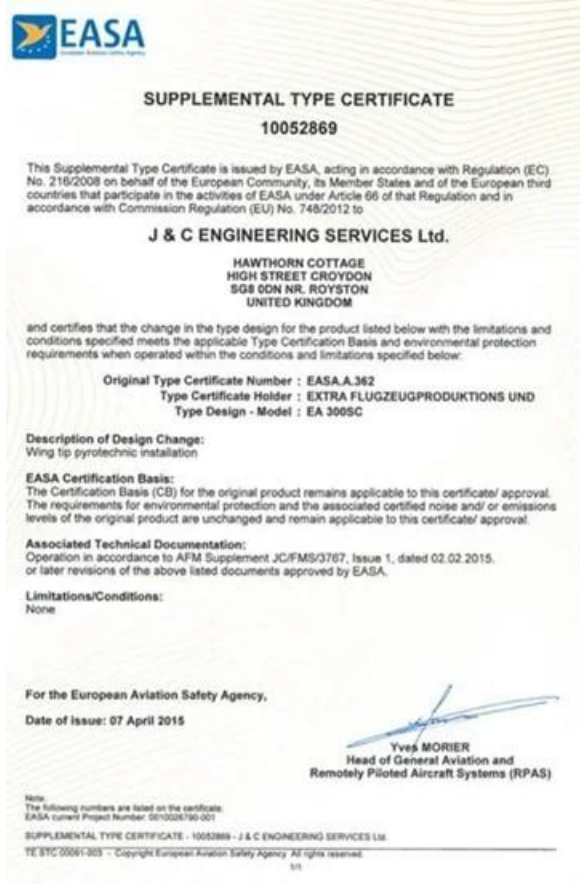 EASA
European Aviation Safety Agency
SUPPLEMENTAL TYPE CERTIFICATE
10052869
This Supplemental Type Certificate is issued by EASA, acting in accordance with Regulation (EC)
No. 216/2008 on behalf of the European Community, its Member States and of the European third
countries that participate in the activities of EASA under Article 66 of that Regulation and in
accordance with Commission Regulation (EU) No. 748/2012 to
J & C ENGINEERING SERVICES Ltd.
HAWTHORN COTTAGE
HIGH STREET CROYDON
SG8 0DN NR. ROYSTON
UNITED KINGDOM
and certifies that the change in the type design for the product listed below with the limitations and
conditions specified meets the applicable Type Certification Basis and environmental protection
requirements when operated within the conditions and limitations specified below:
Original Type Certificate Number : EASA.A.362
Type Certificate Holder : EXTRA FLUGZEUGPRODUKTIONS UND
Type Design - Model : EA 300SC
Description of Design Change:
Wing tip pyrotechnic installation
EASA Certification Basis:
The Certification Basis (CB) for the original product remains applicable to this certificate/ approval.
The requirements for environmental protection and the associated certified noise and/ or emissions
levels of the original product are unchanged and remain applicable to this certificate/ approval.
Associated Technical Documentation:
Operation in accordance to AFM Supplement JC/FMS/3767, Issue 1, dated 02.02.2015.
or later revisions of the above listed documents approved by EASA.
Limitations/Conditions:
None
For the European Aviation Safety Agency,
Date of issue: 07 April 2015
Yves MORIER
Head of General Aviation and
Remotely Piloted Aircraft Systems (RPAS)
Note:
The following numbers are listed on the certificate:
EASA current Project Number: 0010026790-001
SUPPLEMENTAL TYPE CERTIFICATE - 10052869 - J & C ENGINEERING SERVICES Ltd.
TE.STC.00091-003 - Copyright European Aviation Safety Agency. All rights reserved.
1/1